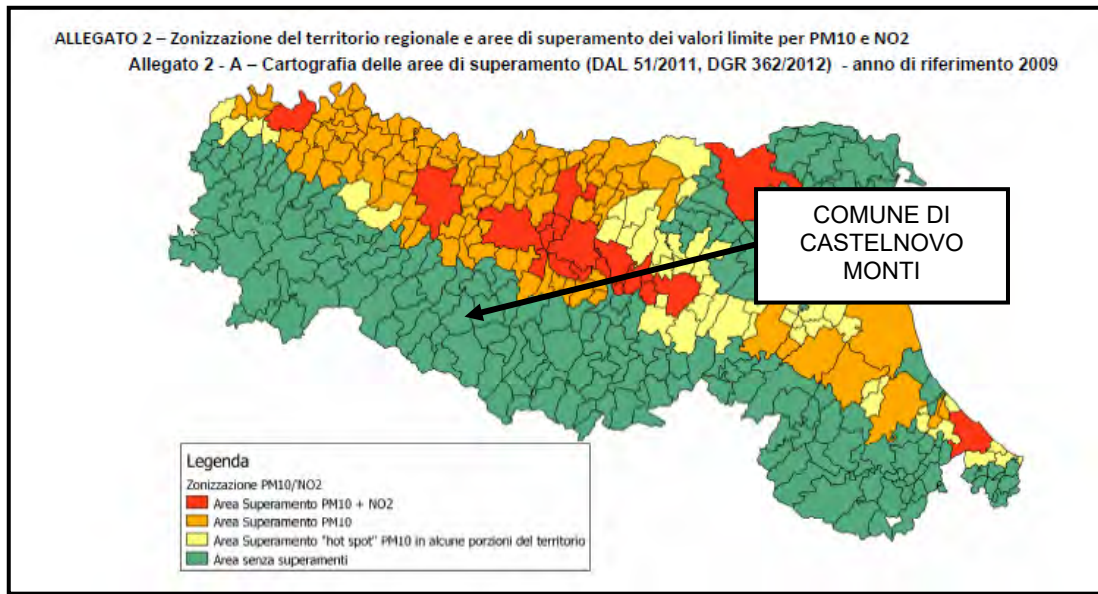 ALLEGATO 2 – Zonizzazione del territorio regionale e aree di superamento dei valori limite per PM10 e NO2
Allegato 2 - A – Cartografia delle aree di superamento (DAL 51/2011, DGR 362/2012) - anno di riferimento 2009
COMUNE DI
CASTELNOVO
MONTI
Legenda
Zonizzazione PM10/NO2
Area Superamento PM10 + NO2
Area Superamento PM10
Area Superamento "hot spot" PM10 in alcune porzioni del territorio
Area senza superamenti